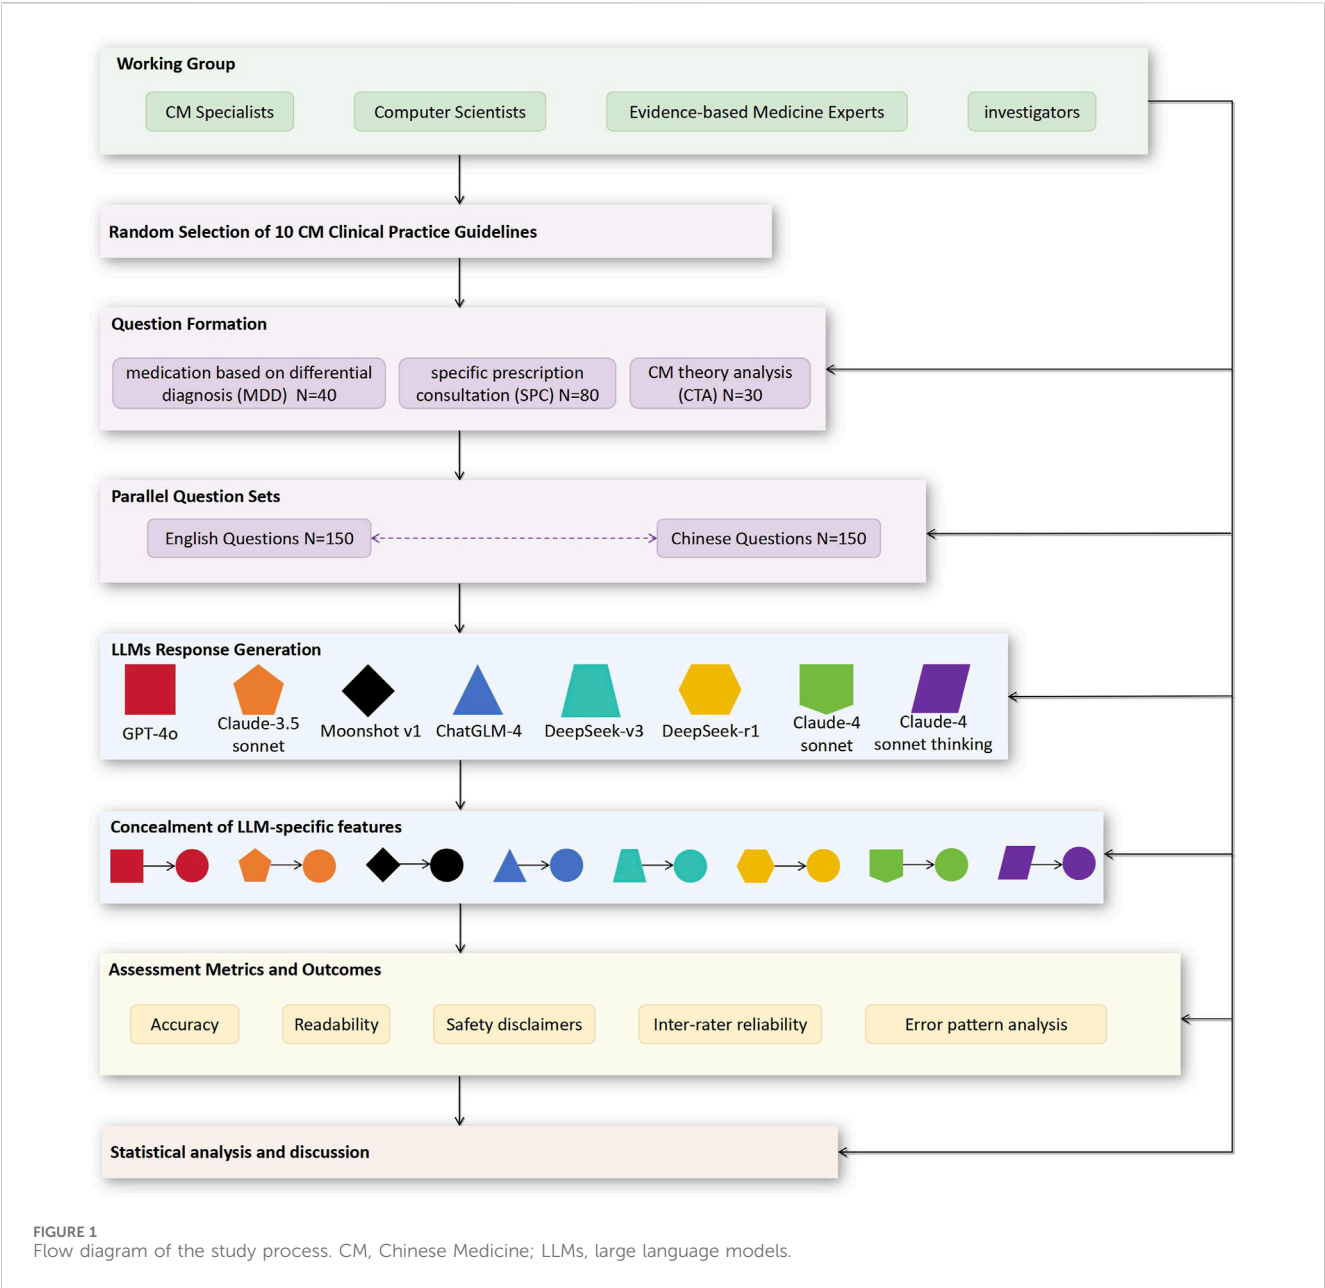 Working Group
CM Specialists
Computer Scientists
Evidence-based Medicine Experts
investigators
Random Selection of 10 CM Clinical Practice Guidelines
Question Formation
medication based on differential
diagnosis (MDD) N=40
specific prescription
consultation (SPC) N=80
CM theory analysis
(CTA) N=30
Parallel Question Sets
English Questions N=150
Chinese Questions N=150
LLMs Response Generation
GPT-4o
Claude-3.5
sonnet
Moonshot v1
ChatGLM-4
DeepSeek-v3
DeepSeek-r1
Claude-4
sonnet
Claude-4
sonnet thinking
Concealment of LLM-specific features
Assessment Metrics and Outcomes
Accuracy
Readability
Safety disclaimers
Inter-rater reliability
Error pattern analysis
Statistical analysis and discussion
FIGURE 1
Flow diagram of the study process. CM, Chinese Medicine; LLMs, large language models.